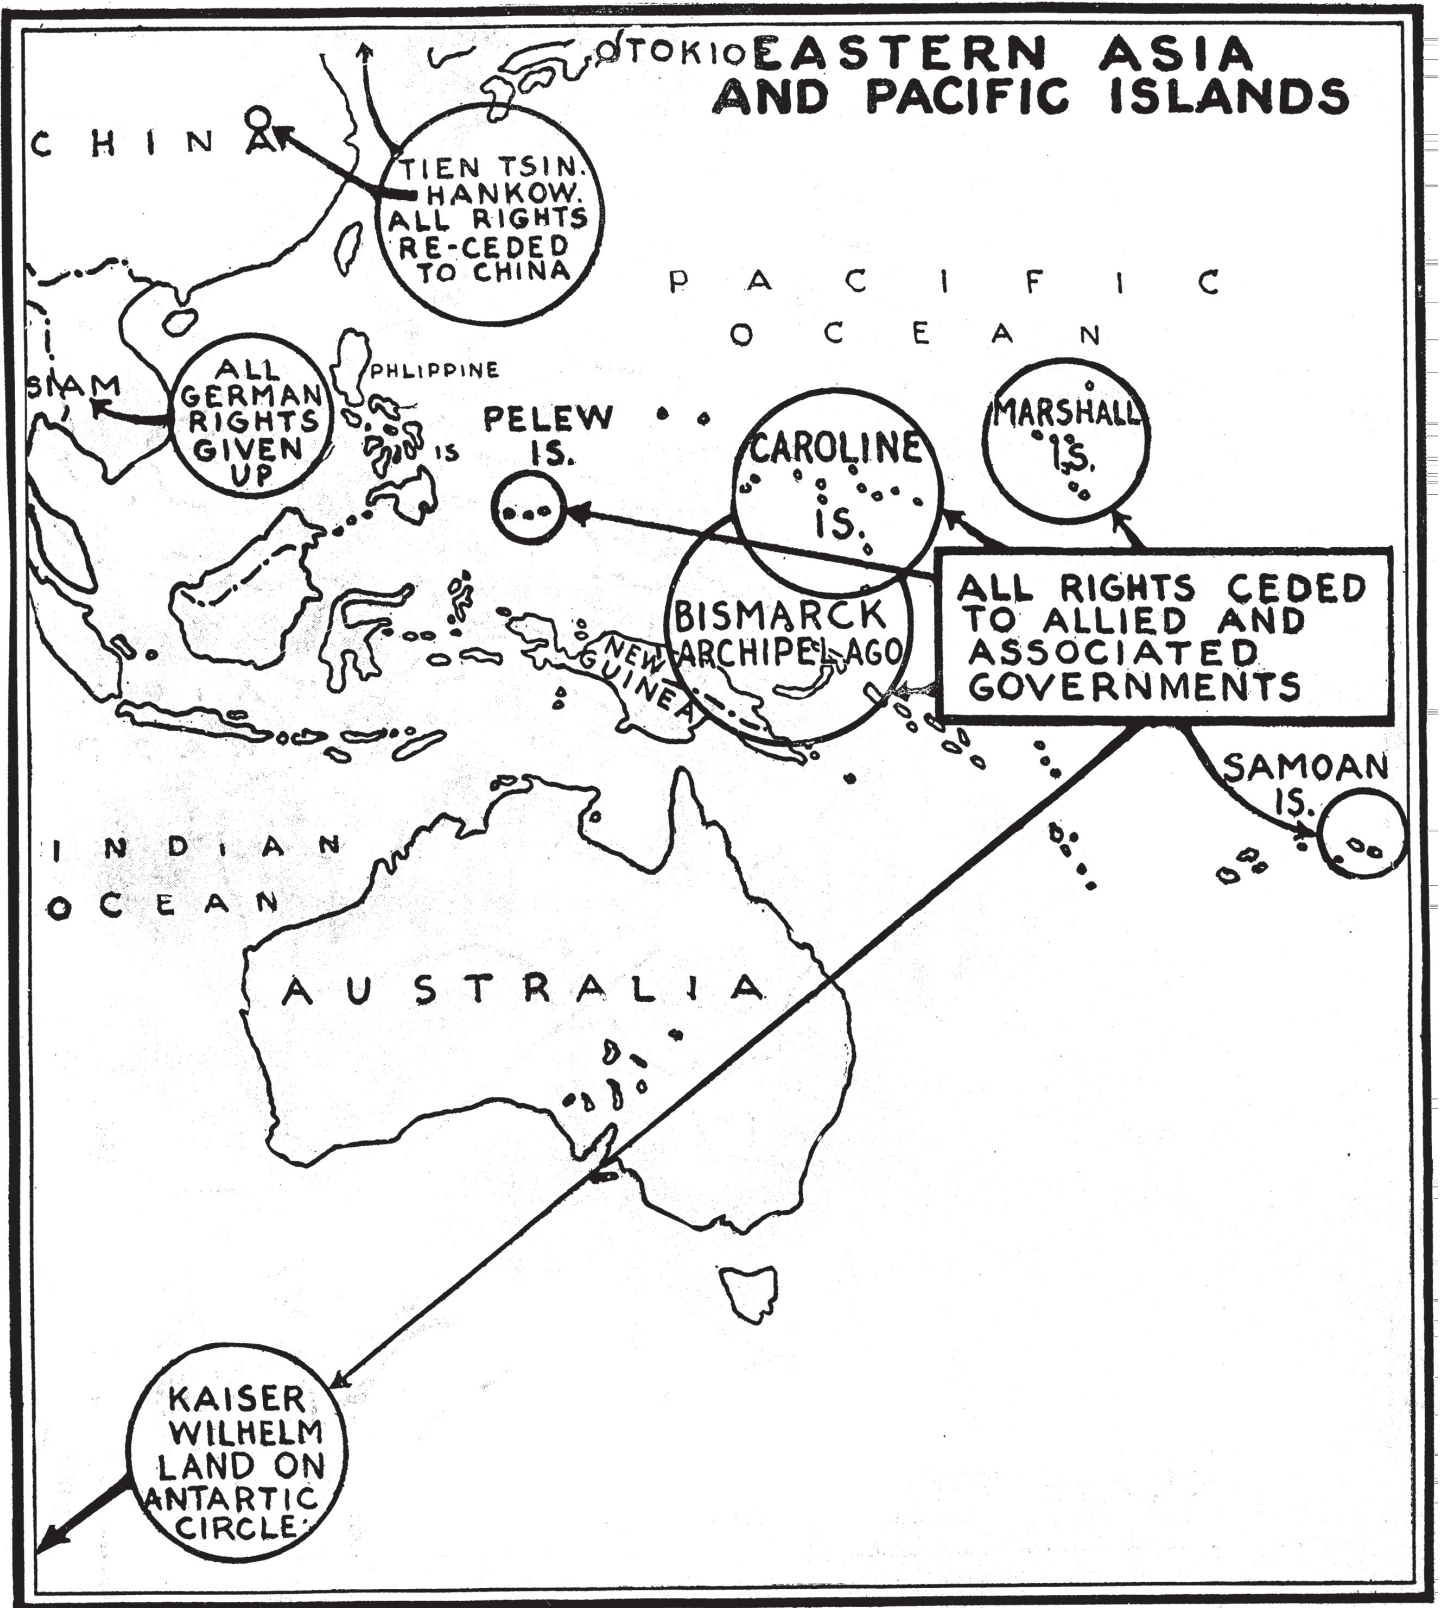 TOKIO
EASTERN ASIA
AND PACIFIC ISLANDS
CHINA
TIEN TSIN.
HANKOW.
ALL RIGHTS
RE-CEDED
TO CHINA
PACIFIC
OCEAN
SIAM
ALL
GERMAN
RIGHTS
GIVEN
UP
PHLIPPINE
IS
PELEW
IS.
CAROLINE
IS.
MARSHALL
IS.
BISMARCK
ARCHIPELAGO
NEW
GUINEA
ALL RIGHTS CEDED
TO ALLIED AND
ASSOCIATED
GOVERNMENTS
SAMOAN
IS.
INDIAN
OCEAN
AUSTRALIA
KAISER
WILHELM
LAND ON
ANTARTIC
CIRCLE.